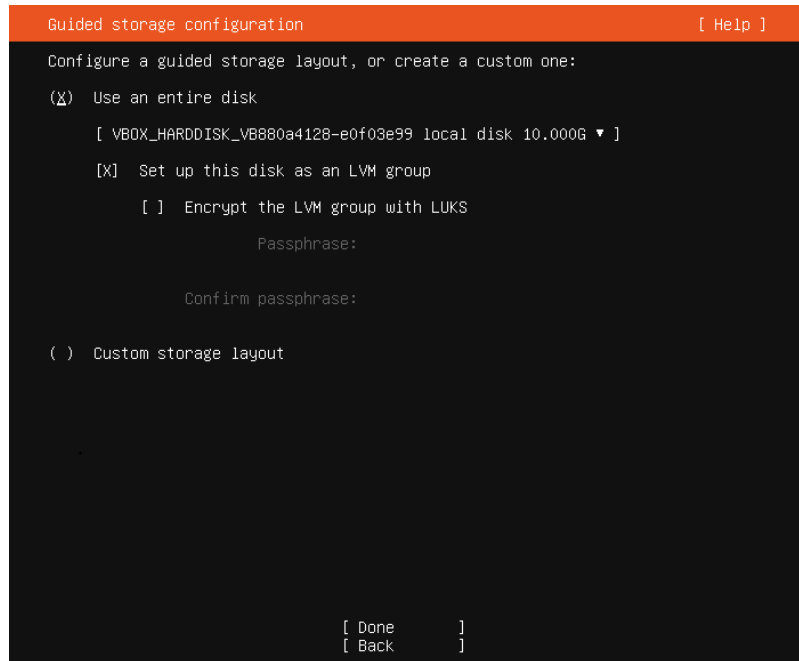 Guided storage configuration [ Help ]
Configure a guided storage layout, or create a custom one:
(X) Use an entire disk
[ VBOX_HARDDISK_VB880a4128-e0f03e99 local disk 10.000G ▾ ]
[X] Set up this disk as an LVM group
[ ] Encrypt the LVM group with LUKS
Passphrase:
Confirm passphrase:
( ) Custom storage layout
[ Done ]
[ Back ]